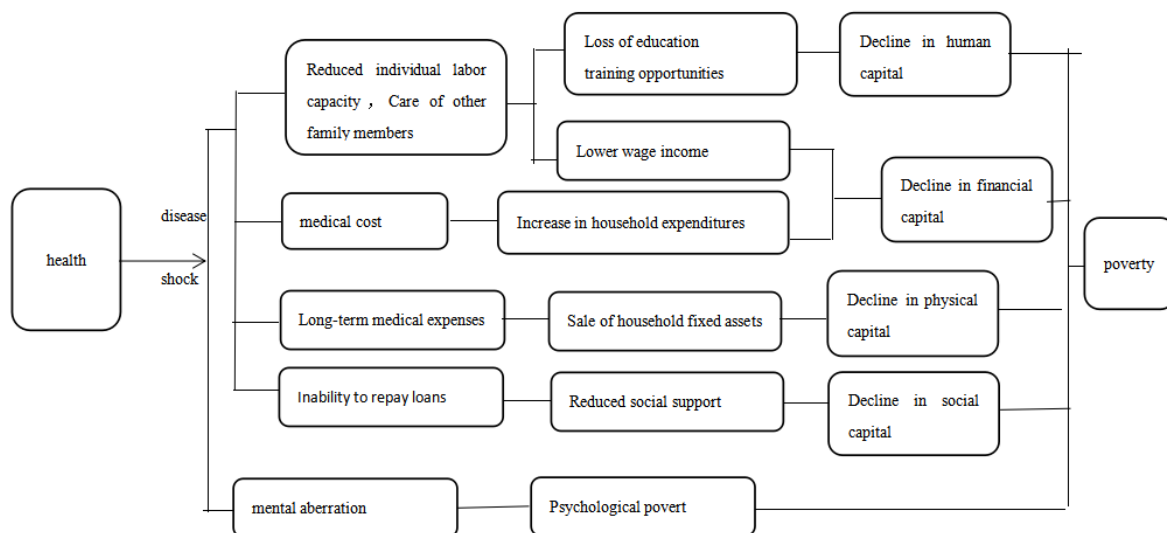 health
disease
shock
Reduced individual labor
capacity , Care of other
family members
Loss of education
training opportunities
Decline in human
capital
Lower wage income
medical cost
Increase in household expenditures
Decline in financial
capital
Long-term medical expenses
Sale of household fixed assets
Decline in physical
capital
Inability to repay loans
Reduced social support
Decline in social
capital
mental aberration
Psychological povert
poverty